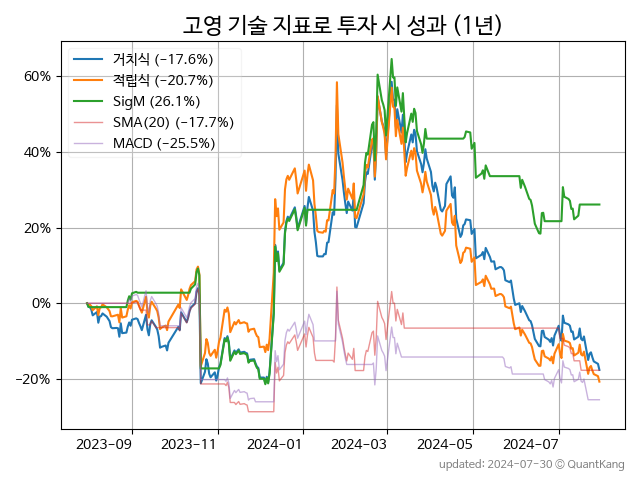 고영 기술 지표로 투자 시 성과 (1년)
거치식 (−17.6%)
적립식 (−20.7%)
SigM (26.1%)
SMA(20) (−17.7%)
MACD (−25.5%)
60%
40%
20%
0%
−20%
2023-09 2023-11 2024-01 2024-03 2024-05 2024-07
updated: 2024-07-30 © QuantKang